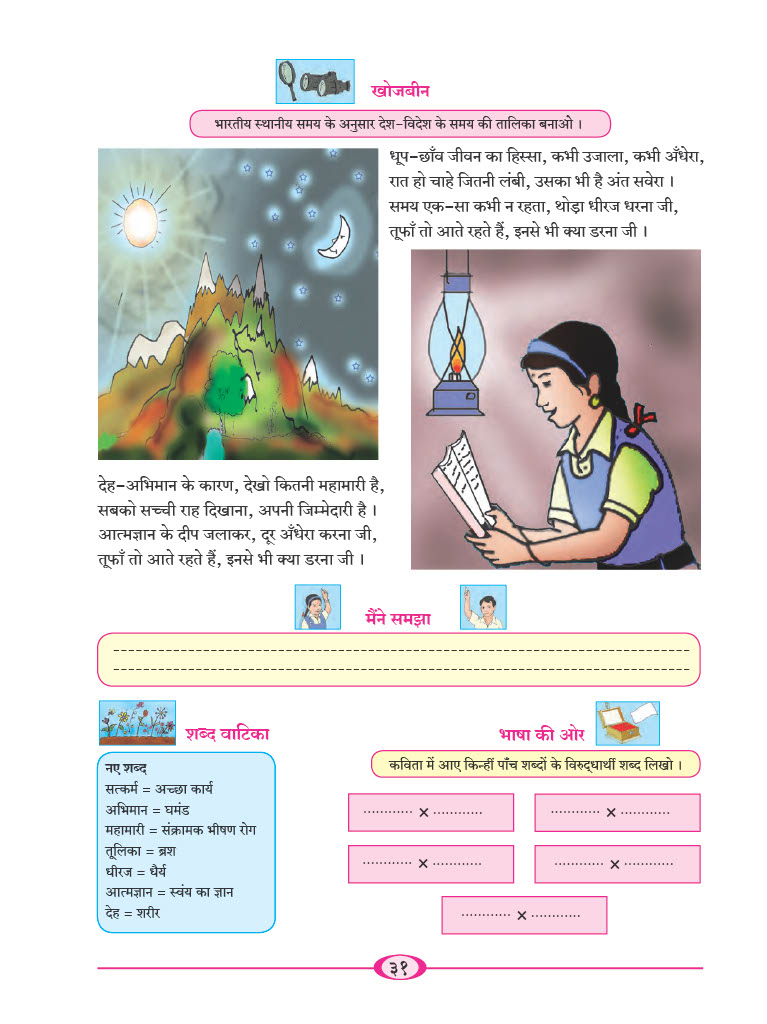 खोजबीन
भारतीय स्थानीय समय के अनुसार देश-विदेश के समय की तालिका बनाओ ।
धूप-छाँव जीवन का हिस्सा, कभी उजाला, कभी अँधेरा,
रात हो चाहे जितनी लंबी, उसका भी है अंत सवेरा ।
समय एक-सा कभी न रहता, थोड़ा धीरज धरना जी,
तूफाँ तो आते रहते हैं, इनसे भी क्या डरना जी ।
देह-अभिमान के कारण, देखो कितनी महामारी है,
सबको सच्ची राह दिखाना, अपनी जिम्मेदारी है ।
आत्मज्ञान के दीप जलाकर, दूर अँधेरा करना जी,
तूफाँ तो आते रहते हैं, इनसे भी क्या डरना जी ।
मैंने समझा
शब्द वाटिका
नए शब्द
सत्कर्म = अच्छा कार्य
अभिमान = घमंड
महामारी = संक्रामक भीषण रोग
तूलिका = ब्रश
धीरज = धैर्य
आत्मज्ञान = स्वंय का ज्ञान
देह = शरीर
भाषा की ओर
कविता में आए किन्हीं पाँच शब्दों के विरुद्धार्थी शब्द लिखो ।
............ × ............
............ × ............
............ × ............
............ × ............
............ × ............
३१